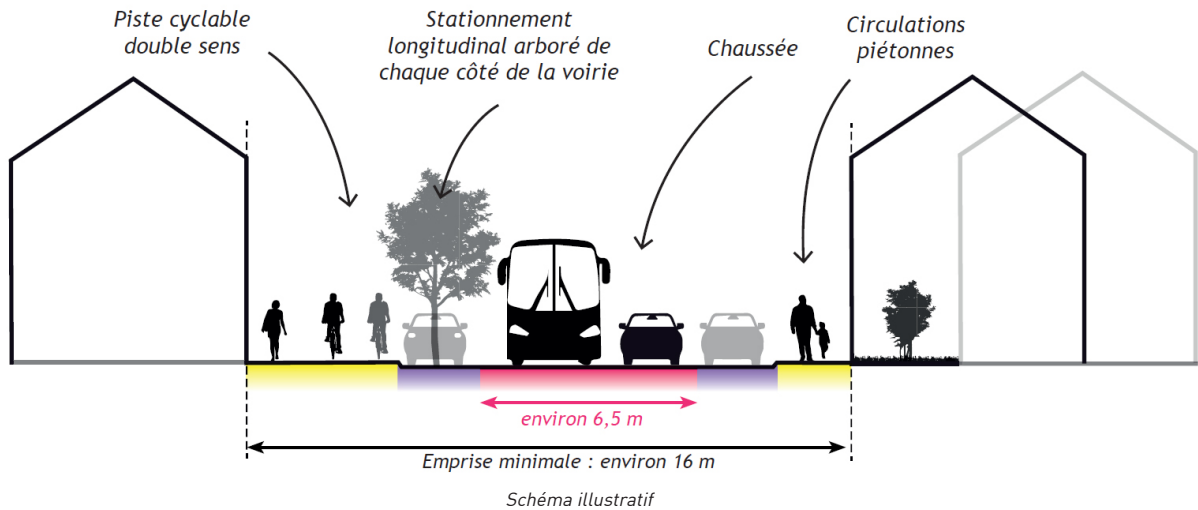 Piste cyclable
double sens
Stationnement
longitudinal arboré de
chaque côté de la voirie
Chaussée
Circulations
piétonnes
environ 6,5 m
Emprise minimale : environ 16 m
Schéma illustratif